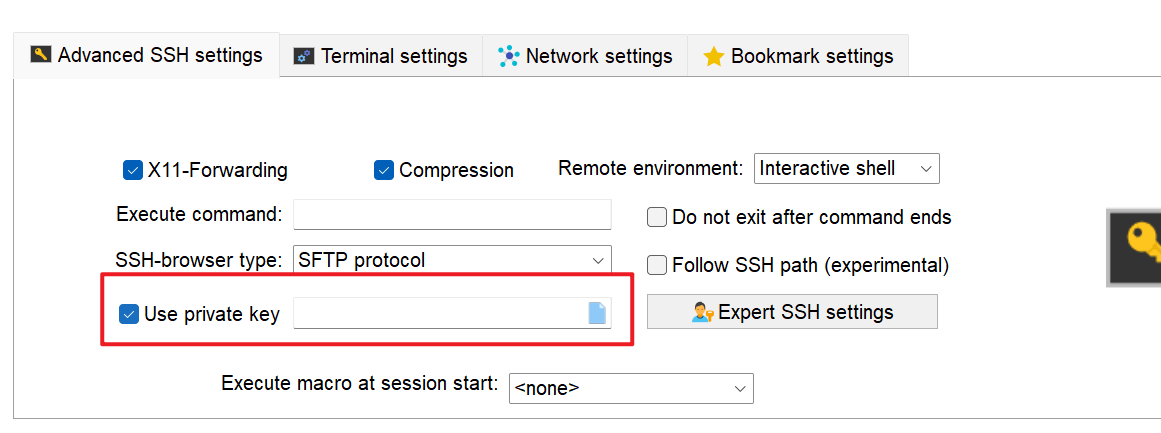 Advanced SSH settings Terminal settings Network settings Bookmark settings
X11-Forwarding Compression Remote environment: Interactive shell
Execute command: Do not exit after command ends
SSH-browser type: SFTP protocol Follow SSH path (experimental)
Use private key Expert SSH settings
Execute macro at session start: <none>